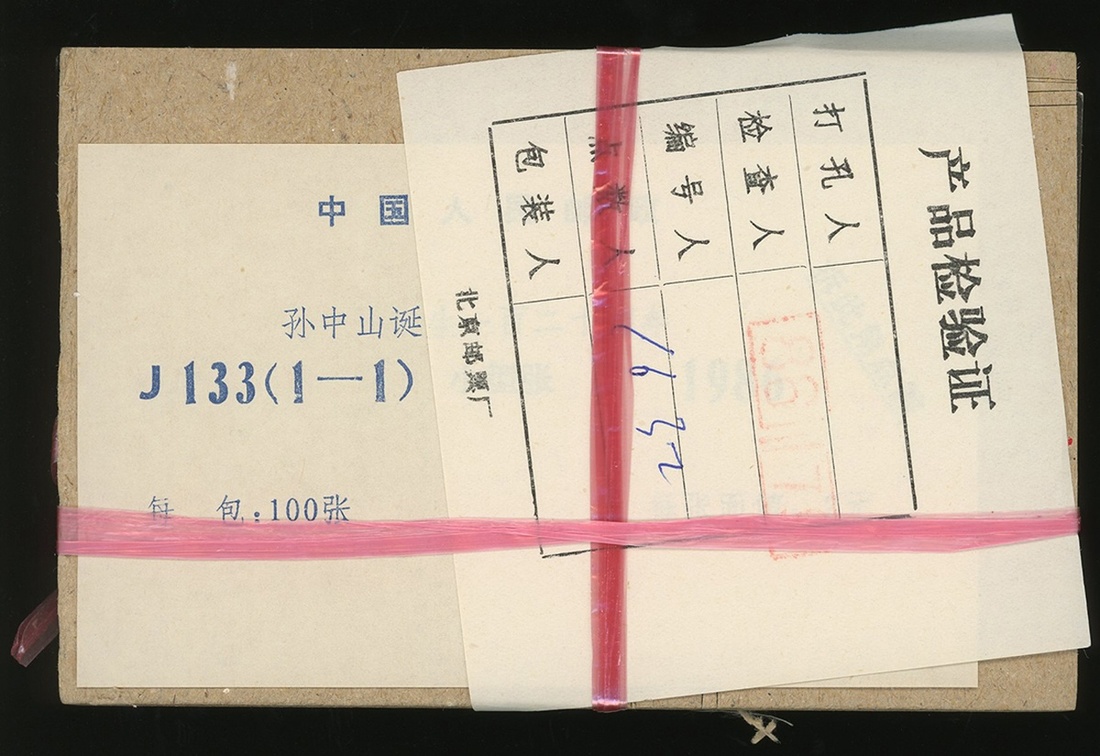 中国
孙中山诞
J133(1—1)
每 包:100张
产品检验证
打孔人
检查人
编号人
点数人
包装人
北京邮票厂